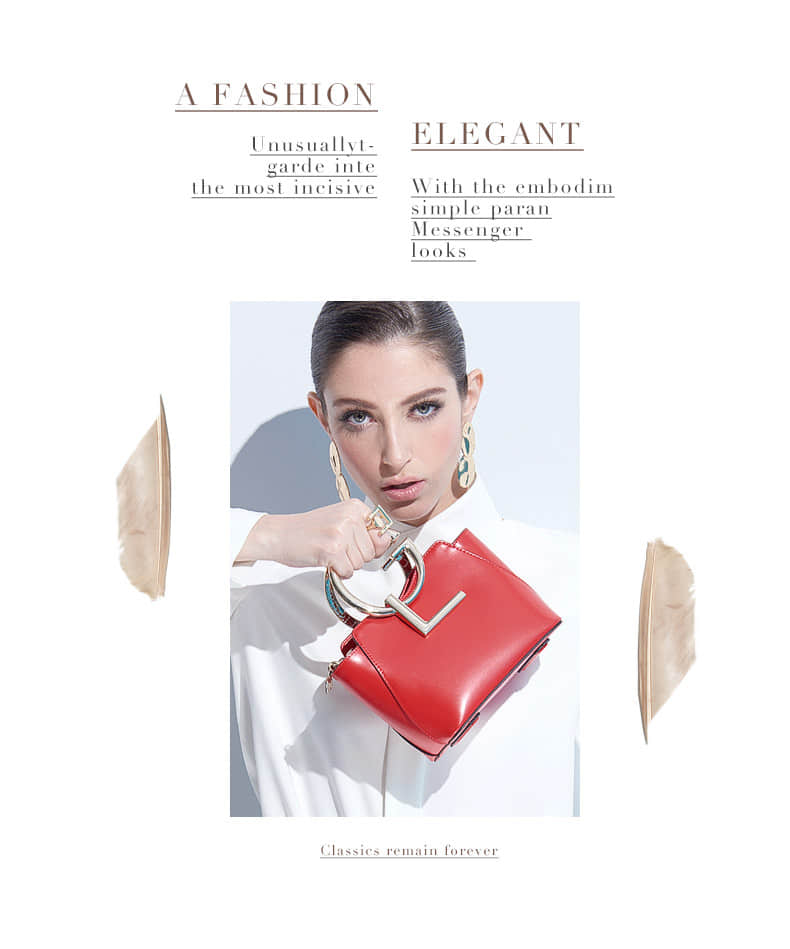 A FASHION
Unusuallyt-
garde inte
the most incisive
ELEGANT
With the embodim
simple paran
Messenger
looks
Classics remain forever